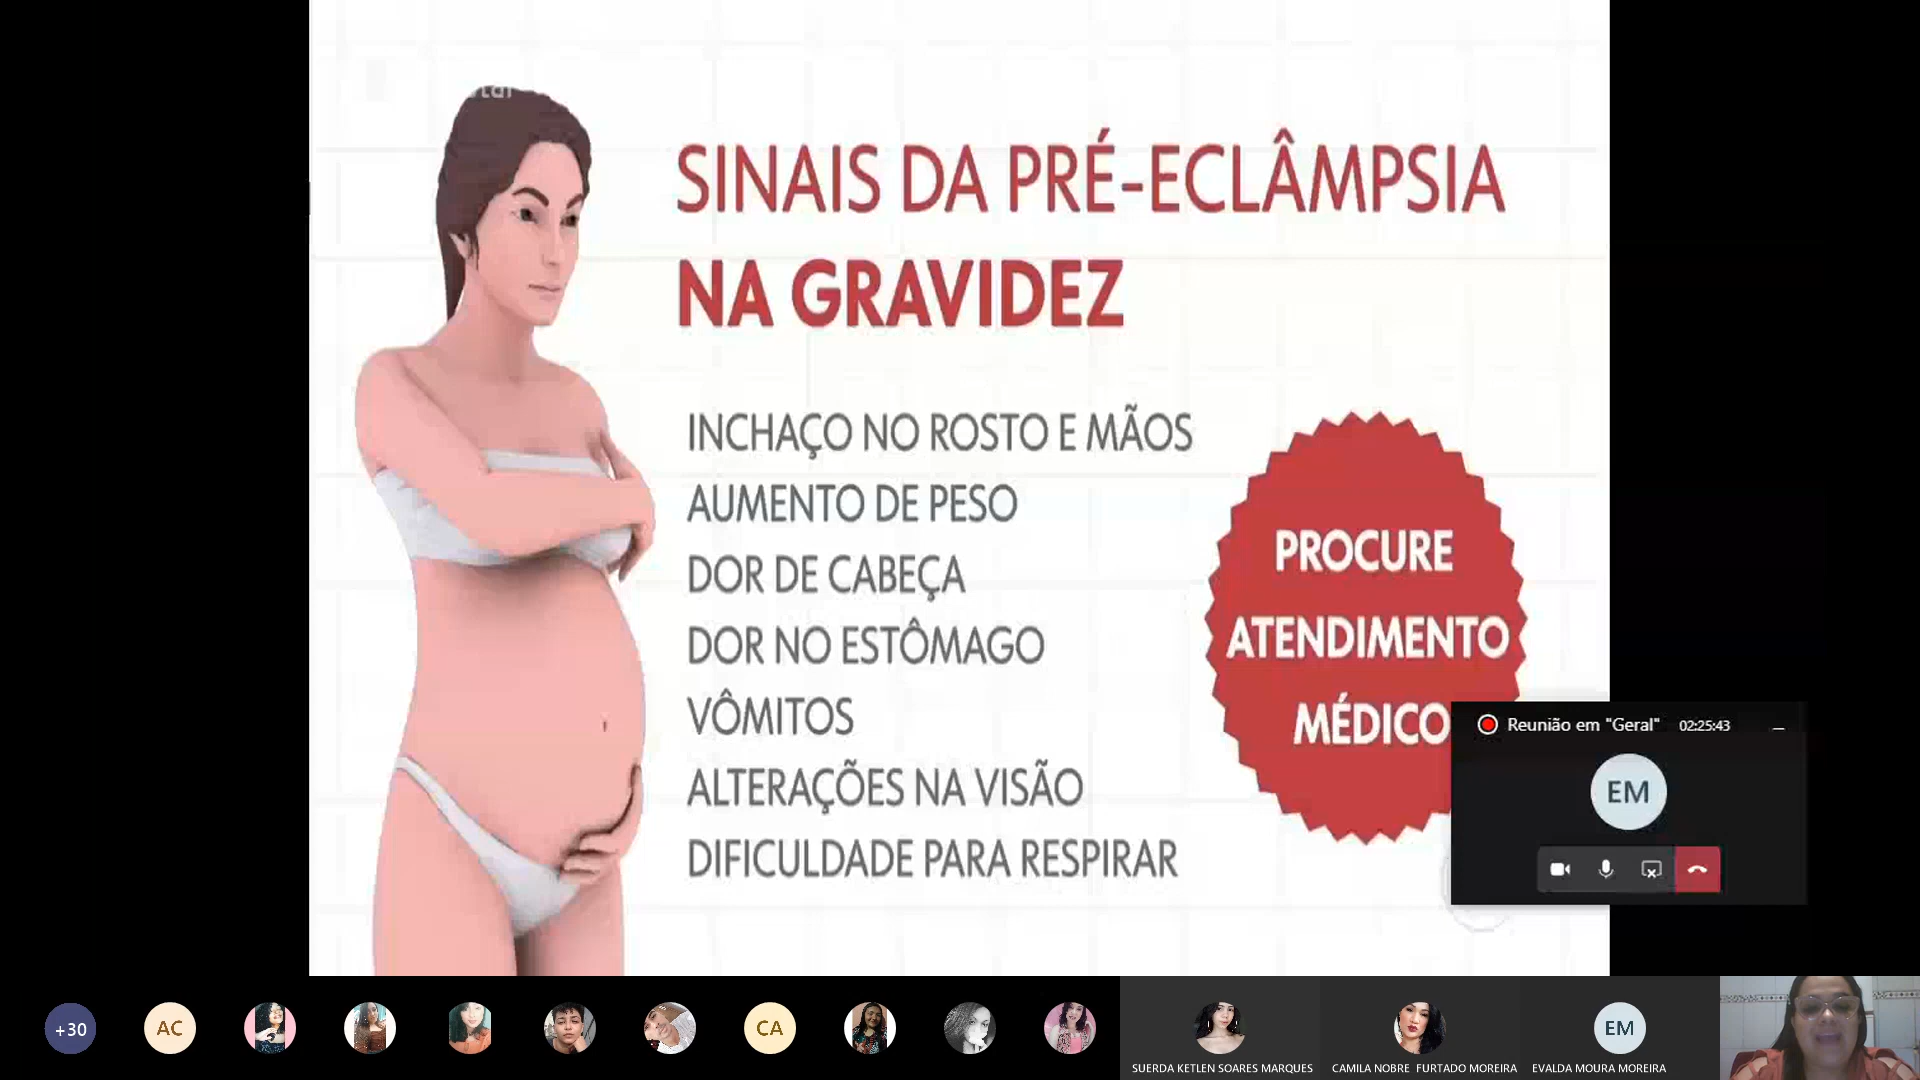 SINAIS DA PRÉ-ECLÂMPSIA
NA GRAVIDEZ
INCHAÇO NO ROSTO E MÃOS
AUMENTO DE PESO
DOR DE CABEÇA
DOR NO ESTÔMAGO
VÔMITOS
ALTERAÇÕES NA VISÃO
DIFICULDADE PARA RESPIRAR
PROCURE
ATENDIMENTO
MÉDICO
Reunião em "Geral" 02:25:43
EM
+30
AC
CA
EM
SUERDA KETLEN SOARES MARQUES
CAMILA NOBRE FURTADO MOREIRA
EVALDA MOURA MOREIRA